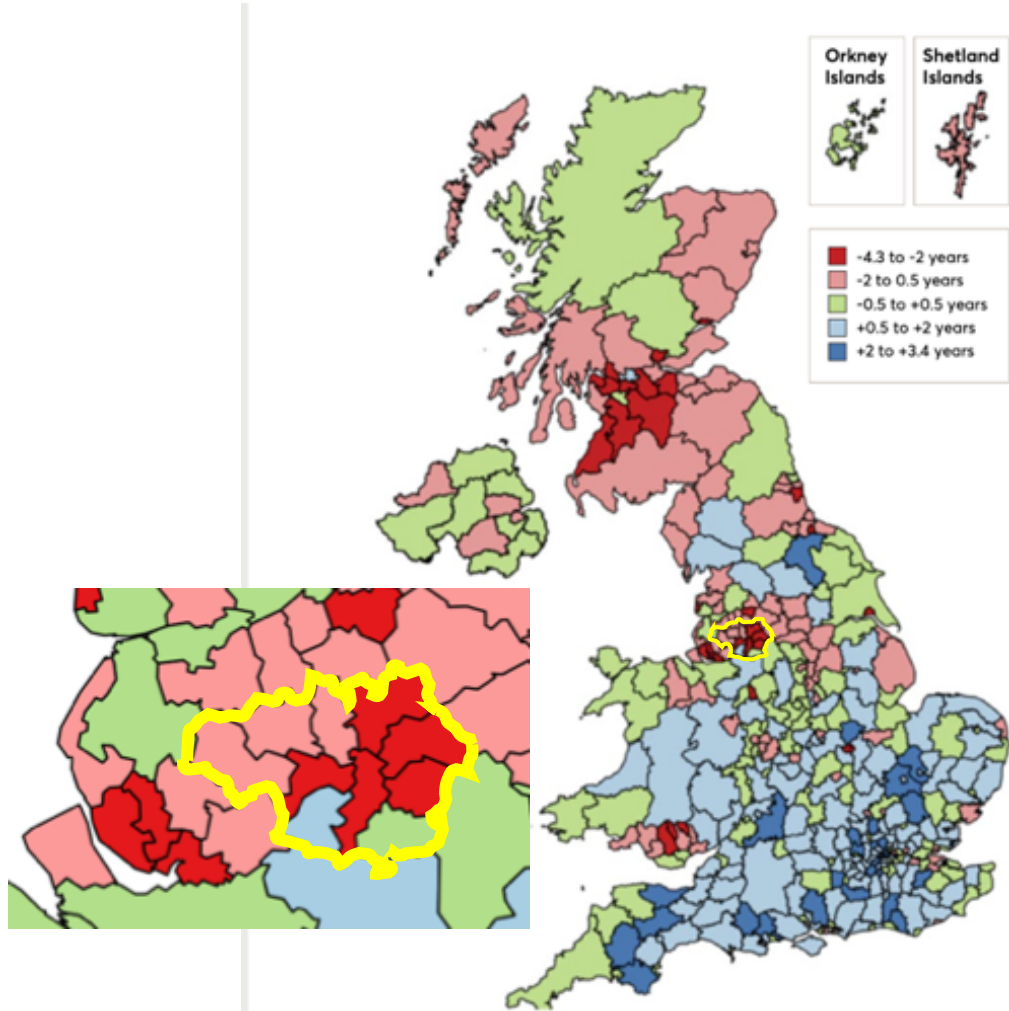 Orkney
Islands
Shetland
Islands
-4.3 to -2 years
-2 to 0.5 years
-0.5 to +0.5 years
+0.5 to +2 years
+2 to +3.4 years